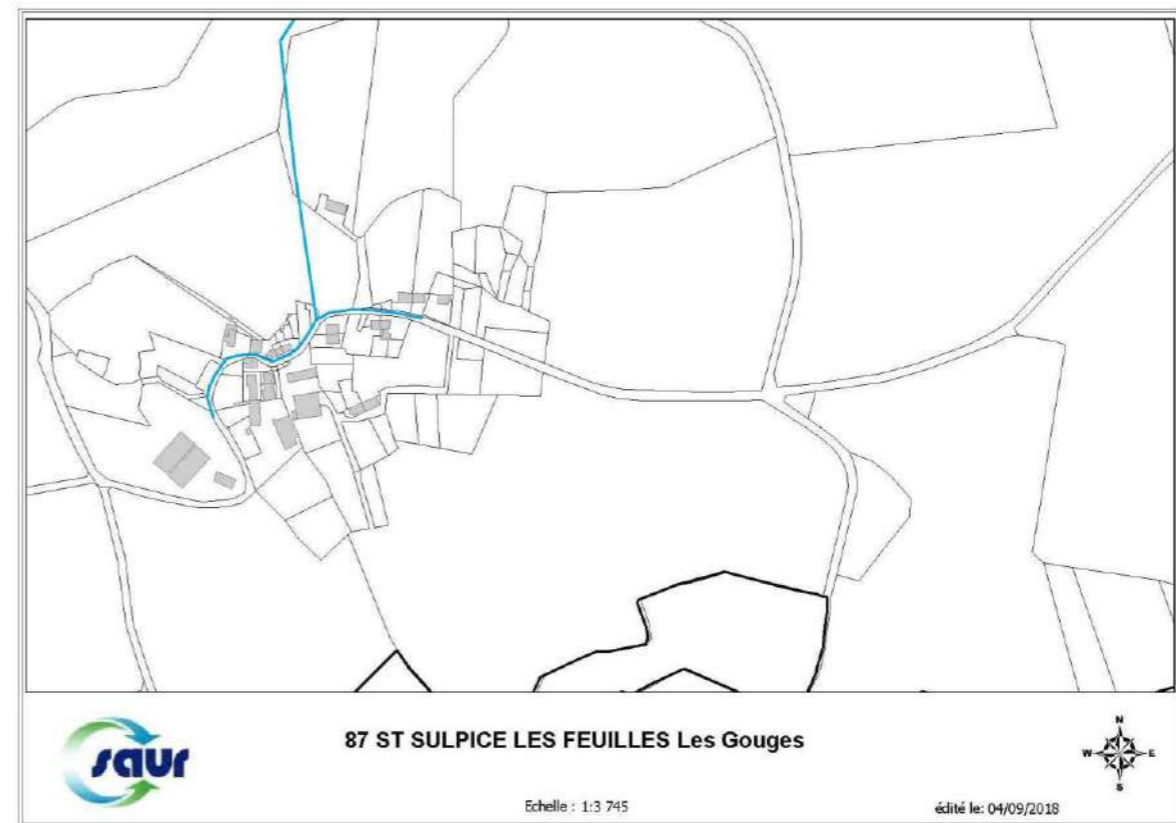 87 ST SULPICE LES FEUILLES Les Gouges
saur
N
W E
S
Echelle : 1:3 745
édité le: 04/09/2018